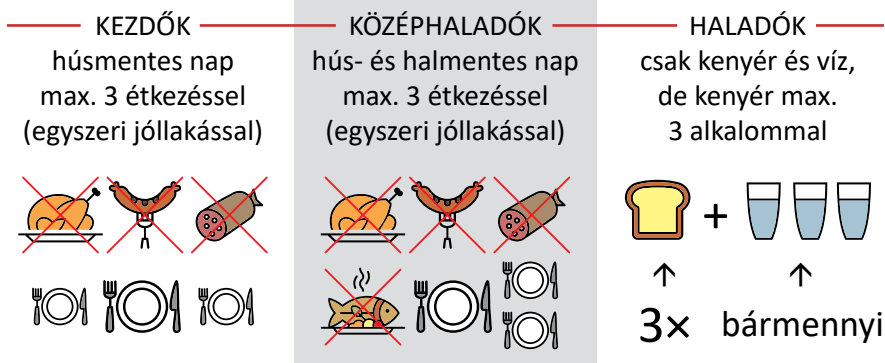 KEZDŐK
húsmentes nap
max. 3 étkezéssel
(egyszeri jóllakással)
KÖZÉPHALADÓK
hús- és halmentes nap
max. 3 étkezéssel
(egyszeri jóllakással)
HALADÓK
csak kenyér és víz,
de kenyér max.
3 alkalommal
+
↑ ↑
3× bármennyi